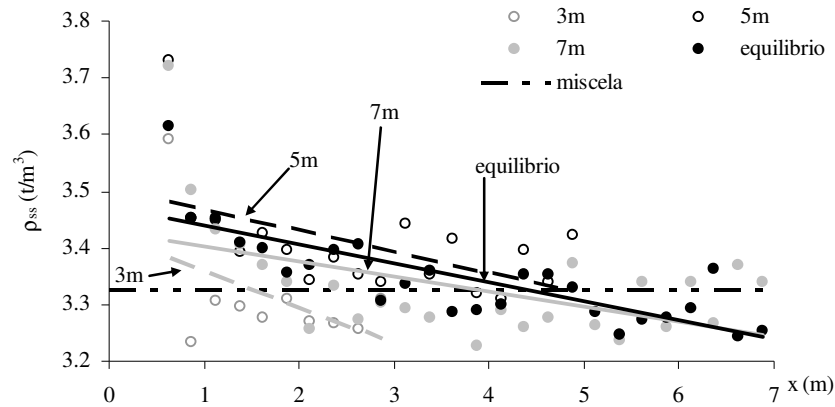 3.8
3.7
3.6
3.5
3.4
3.3
3.2
ρss (t/m³)
3m
5m
7m
equilibrio
miscela
7m
5m
equilibrio
3m
0 1 2 3 4 5 6 7
x (m)